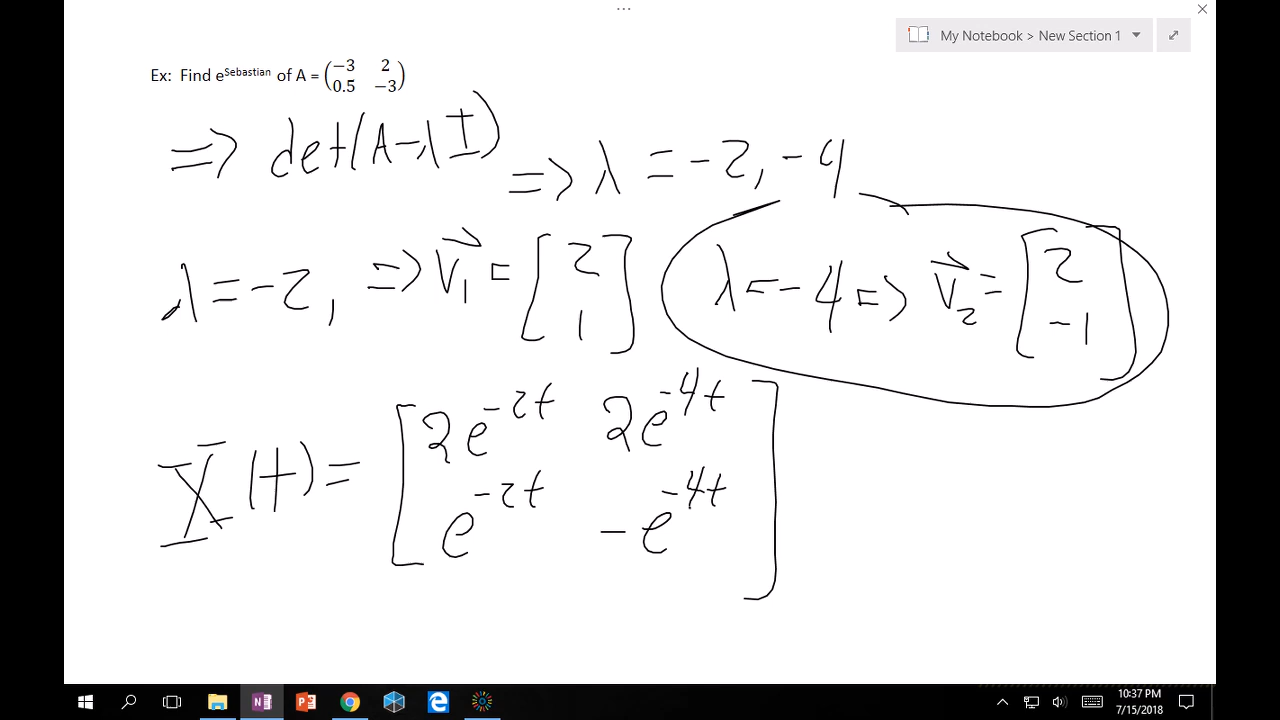 My Notebook > New Section 1
Ex: Find e^Sebastian of A = (−3 2
0.5 −3)
=> det(A-λI) => λ = -2, -4
λ = -2, => v⃗₁ = [2
1]
λ = -4 => v⃗₂ = [2
-1]
X(t) = [2e^-2t 2e^-4t
e^-2t -e^-4t]
10:37 PM
7/15/2018